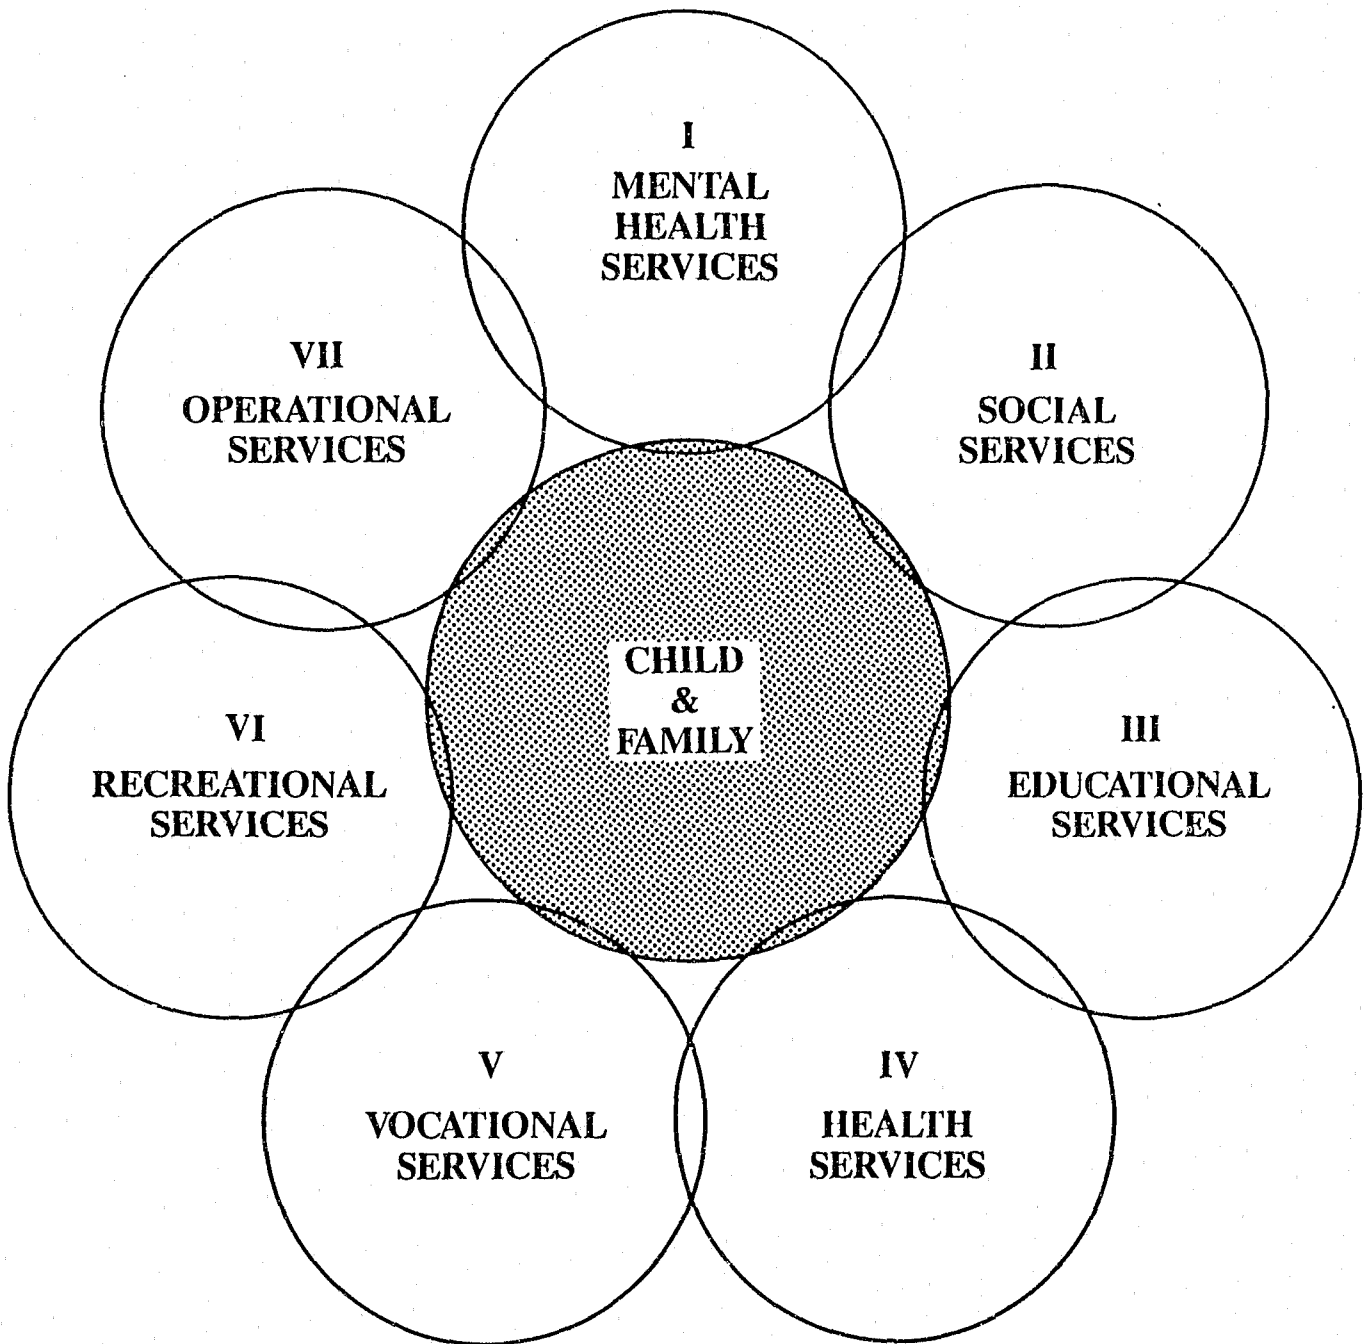 I
MENTAL
HEALTH
SERVICES
II
SOCIAL
SERVICES
III
EDUCATIONAL
SERVICES
IV
HEALTH
SERVICES
V
VOCATIONAL
SERVICES
VI
RECREATIONAL
SERVICES
VII
OPERATIONAL
SERVICES
CHILD
&
FAMILY